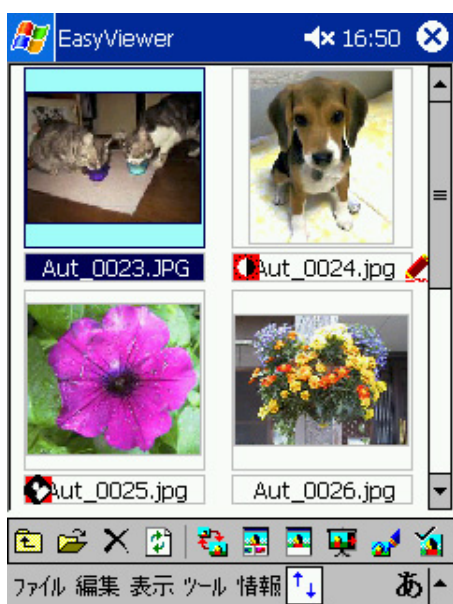 EasyViewer 16:50
Aut_0023.JPG
Aut_0024.jpg
Aut_0025.jpg
Aut_0026.jpg
ファイル 編集 表示 ツール 情報 あ